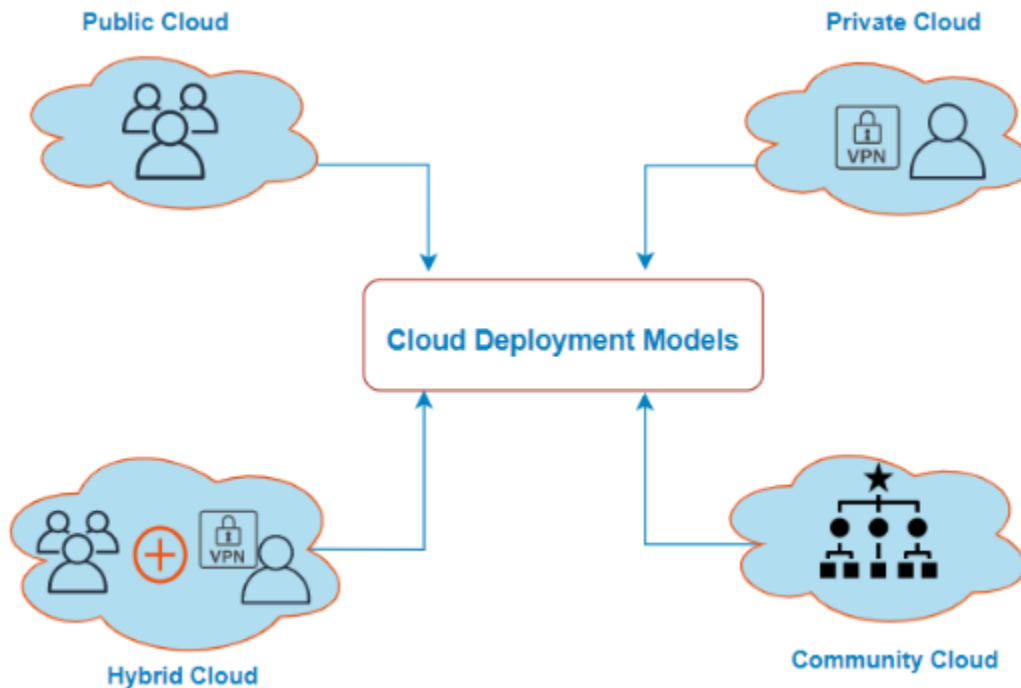 Public Cloud
Private Cloud
VPN
Cloud Deployment Models
VPN
Hybrid Cloud
Community Cloud